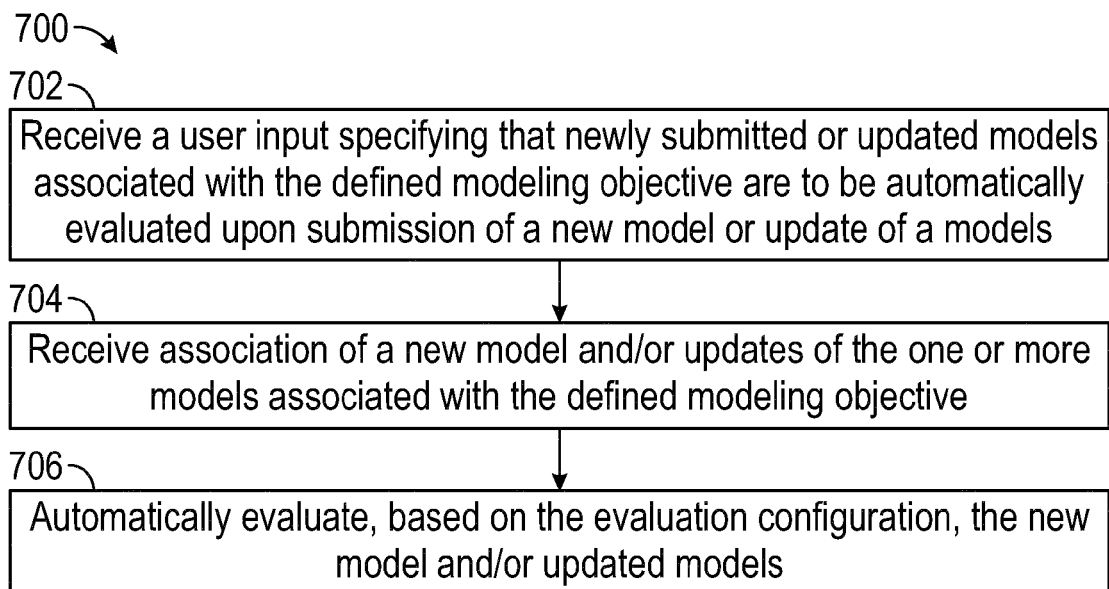 700
702
Receive a user input specifying that newly submitted or updated models
associated with the defined modeling objective are to be automatically
evaluated upon submission of a new model or update of a models
704
Receive association of a new model and/or updates of the one or more
models associated with the defined modeling objective
706
Automatically evaluate, based on the evaluation configuration, the new
model and/or updated models